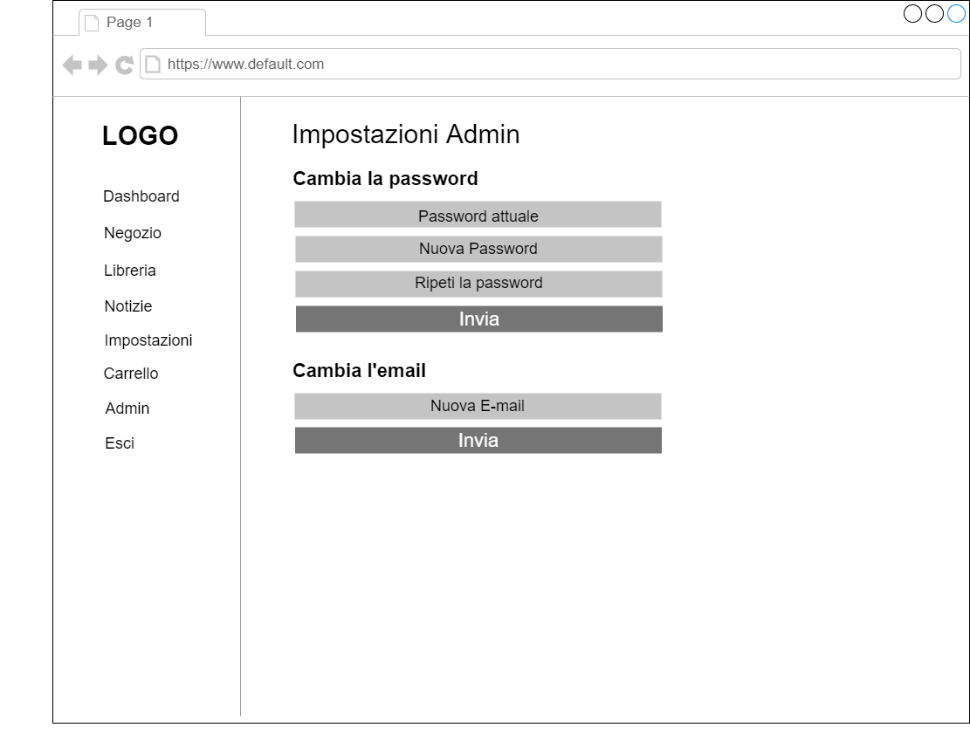 Page 1
https://www.default.com
LOGO
Dashboard
Negozio
Libreria
Notizie
Impostazioni
Carrello
Admin
Esci
Impostazioni Admin
Cambia la password
Password attuale
Nuova Password
Ripeti la password
Invia
Cambia l'email
Nuova E-mail
Invia